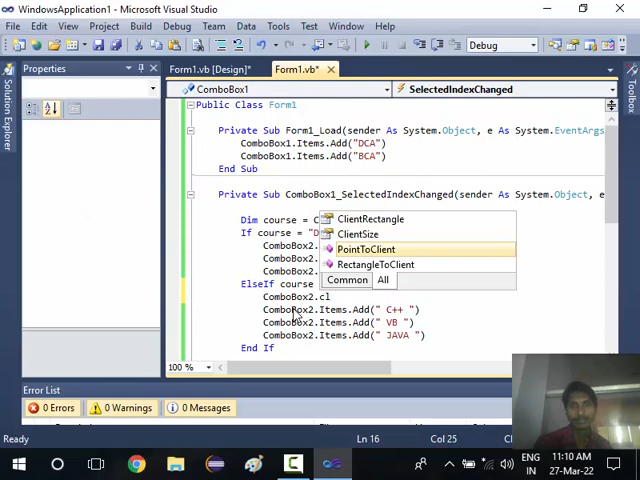 WindowsApplication1 - Microsoft Visual Studio
File Edit View Project Build Debug Team Data Tools Test Window Help
Debug
Properties
Form1.vb [Design]* Form1.vb*
ComboBox1 SelectedIndexChanged
Solution Explorer
Toolbox
Public Class Form1
Private Sub Form1_Load(sender As System.Object, e As System.EventArgs
ComboBox1.Items.Add("DCA")
ComboBox1.Items.Add("BCA")
End Sub
Private Sub ComboBox1_SelectedIndexChanged(sender As System.Object, e
Dim course = C
If course = "D
ComboBox2.
ComboBox2.
ComboBox2.
ElseIf course
ComboBox2.cl
ComboBox2.Items.Add(" C++ ")
ComboBox2.Items.Add(" VB ")
ComboBox2.Items.Add(" JAVA ")
End If
ClientRectangle
ClientSize
PointToClient
RectangleToClient
Common All
100 %
Error List
0 Errors 0 Warnings 0 Messages
Ready Ln 16 Col 25
ENG
IN
11:10 AM
27-Mar-22